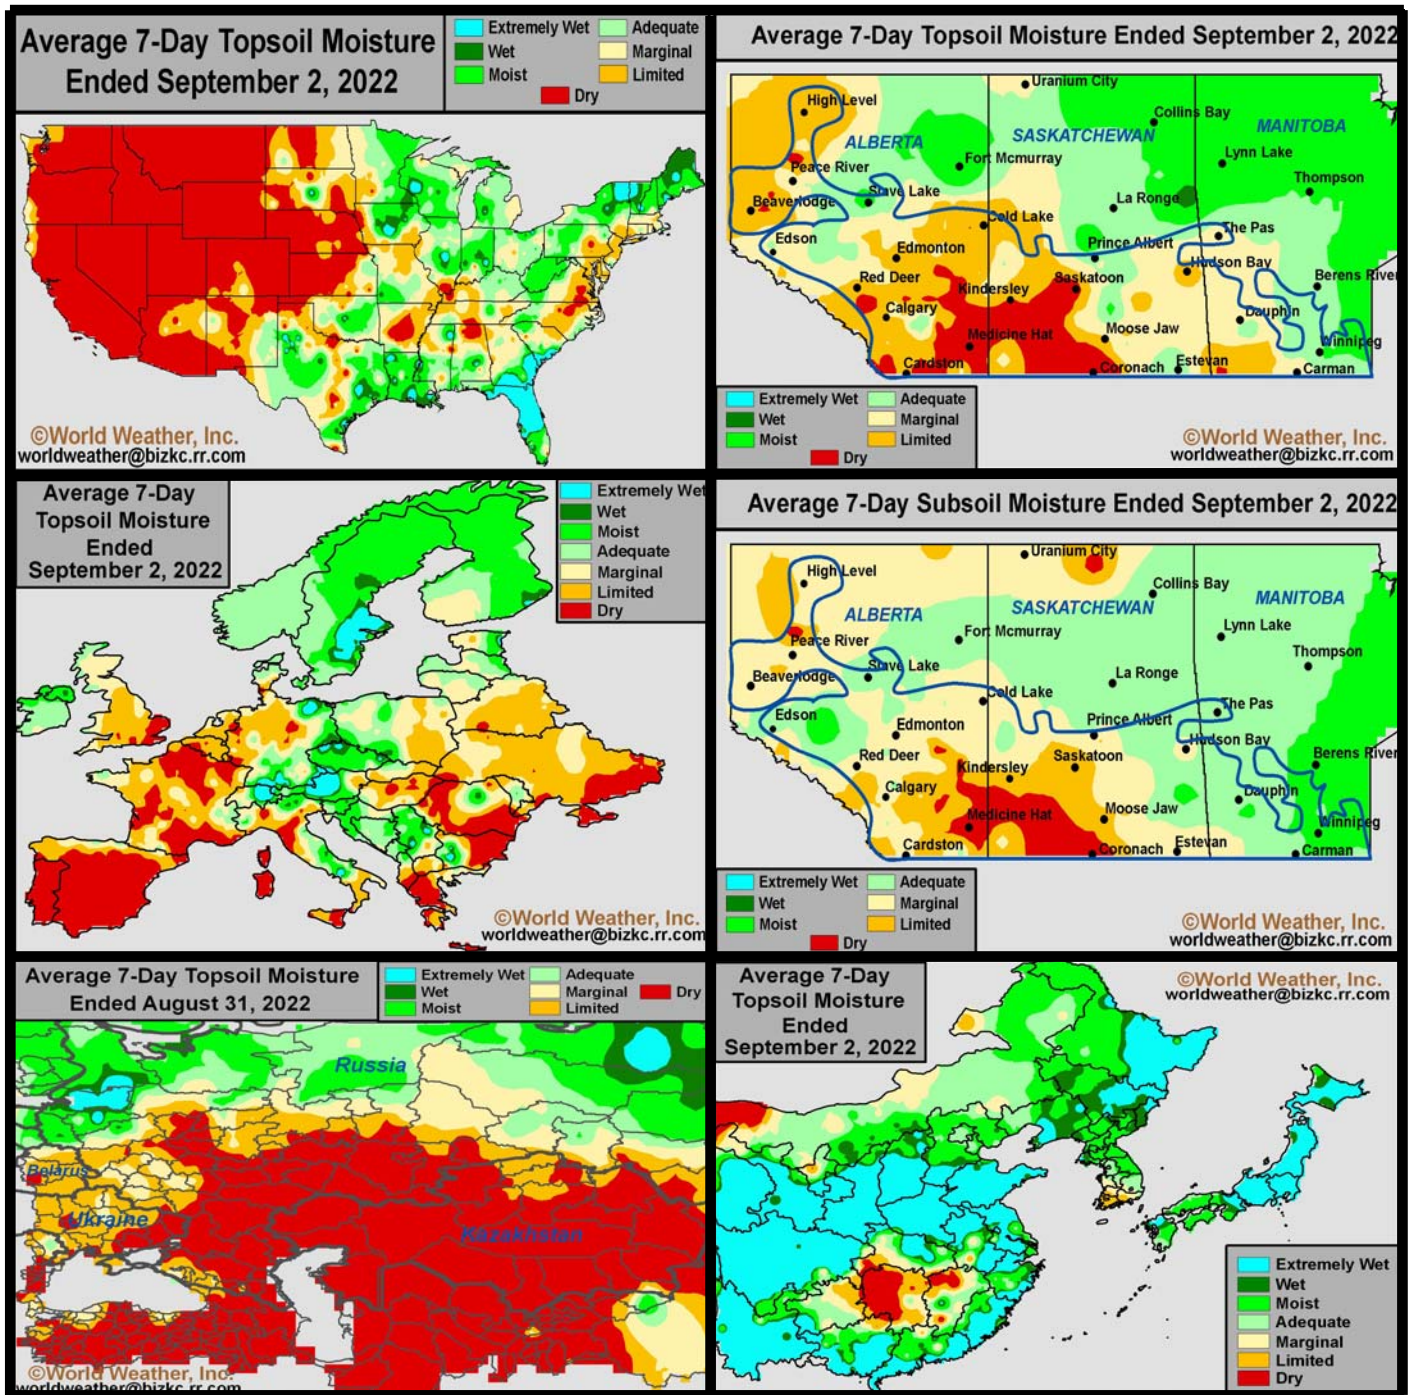 Average 7-Day Topsoil Moisture
Ended September 2, 2022
Extremely Wet
Adequate
Wet
Marginal
Moist
Limited
Dry
©World Weather, Inc.
worldweather@bizkc.rr.com
Average 7-Day Topsoil Moisture Ended September 2, 2022
Uranium City
High Level
Collins Bay
ALBERTA
SASKATCHEWAN
MANITOBA
Fort Mcmurray
Lynn Lake
Peace River
Thompson
Slave Lake
La Ronge
Beaverlodge
Cold Lake
The Pas
Edson
Edmonton
Prince Albert
Hudson Bay
Red Deer
Saskatoon
Berens River
Kindersley
Calgary
Dauphin
Medicine Hat
Moose Jaw
Winnipeg
Cardston
Coronach
Estevan
Carman
Extremely Wet
Adequate
Wet
Marginal
Moist
Limited
Dry
©World Weather, Inc.
worldweather@bizkc.rr.com
Average 7-Day
Topsoil Moisture
Ended
September 2, 2022
Extremely Wet
Wet
Moist
Adequate
Marginal
Limited
Dry
©World Weather, Inc.
worldweather@bizkc.rr.com
Average 7-Day Subsoil Moisture Ended September 2, 2022
Uranium City
High Level
Collins Bay
ALBERTA
SASKATCHEWAN
MANITOBA
Fort Mcmurray
Lynn Lake
Peace River
Thompson
Slave Lake
La Ronge
Beaverlodge
Cold Lake
The Pas
Edson
Edmonton
Prince Albert
Hudson Bay
Red Deer
Saskatoon
Berens River
Kindersley
Calgary
Dauphin
Medicine Hat
Moose Jaw
Winnipeg
Cardston
Coronach
Estevan
Carman
Extremely Wet
Adequate
Wet
Marginal
Moist
Limited
Dry
©World Weather, Inc.
worldweather@bizkc.rr.com
Average 7-Day Topsoil Moisture
Ended August 31, 2022
Extremely Wet
Adequate
Wet
Marginal
Dry
Moist
Limited
Russia
Belarus
Ukraine
Kazakhstan
©World Weather, Inc.
worldweather@bizkc.rr.com
Average 7-Day
Topsoil Moisture
Ended
September 2, 2022
©World Weather, Inc.
worldweather@bizkc.rr.com
Extremely Wet
Wet
Moist
Adequate
Marginal
Limited
Dry